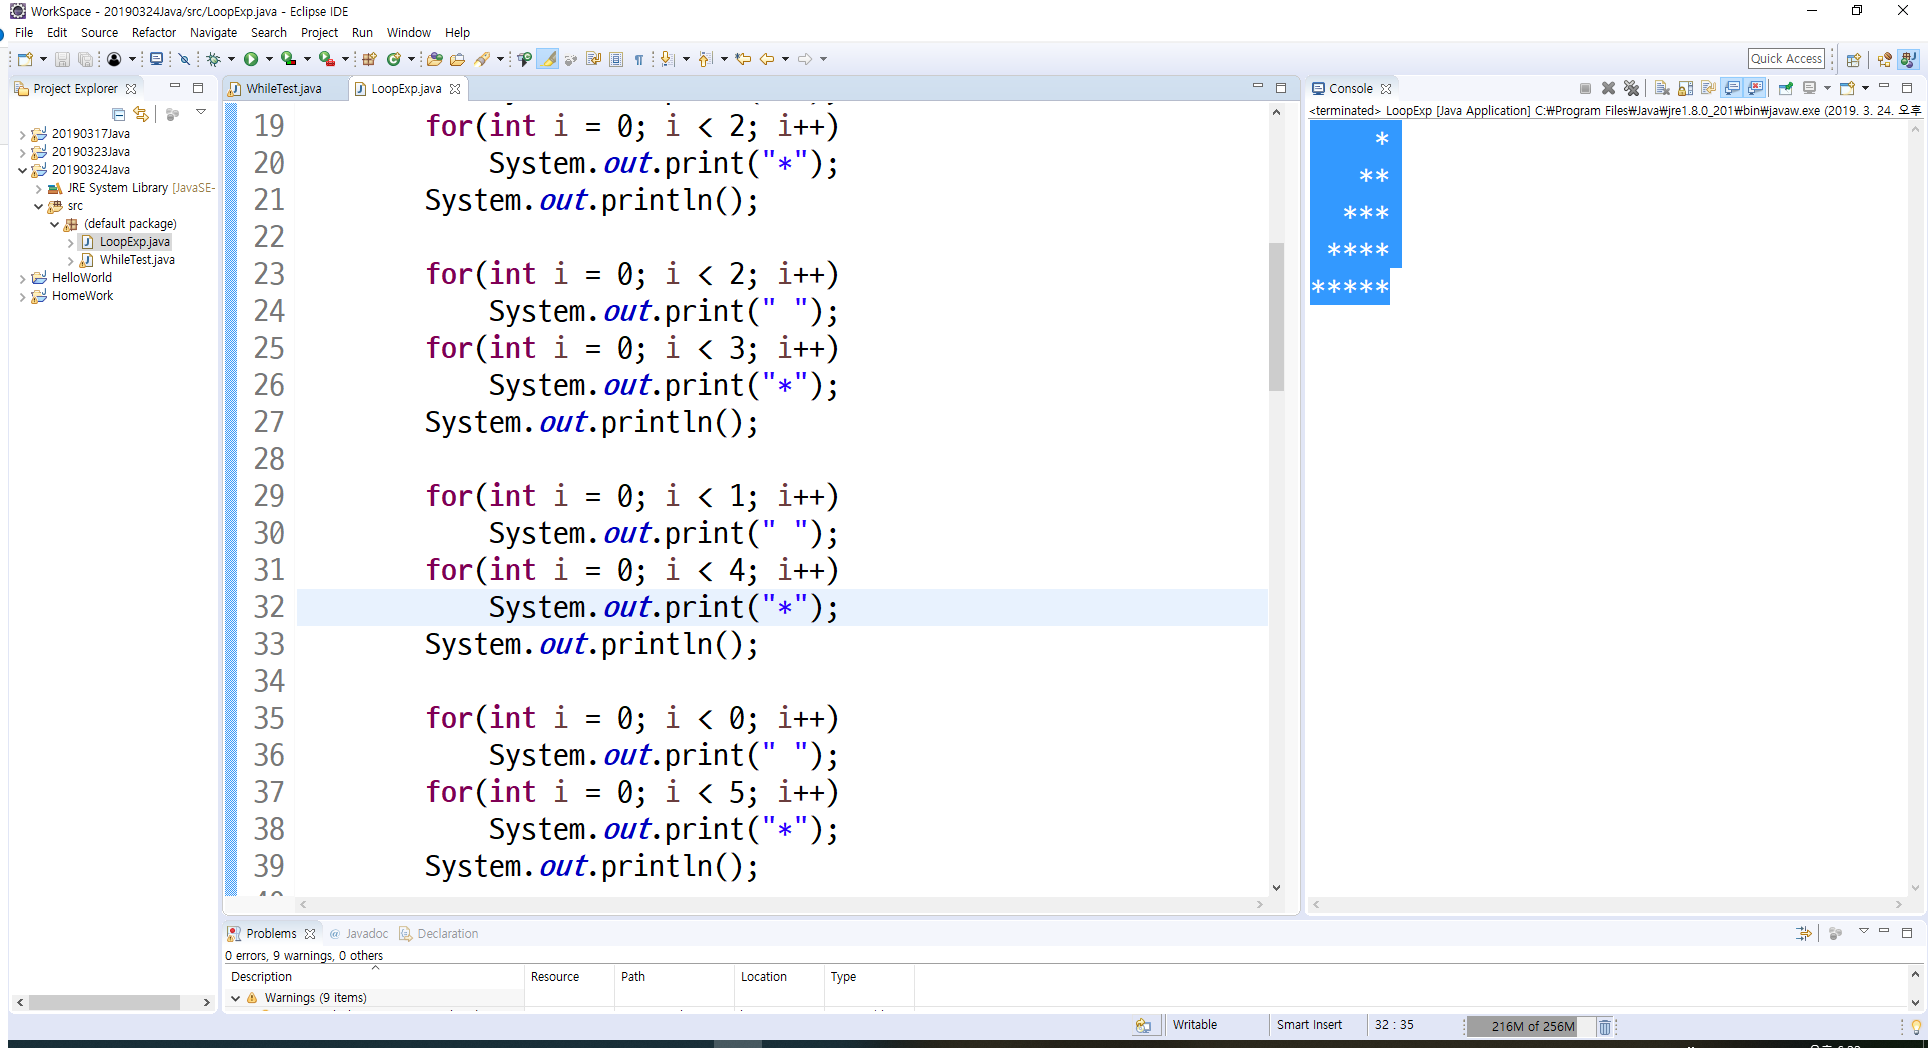 WorkSpace - 20190324Java/src/LoopExp.java - Eclipse IDE
File Edit Source Refactor Navigate Search Project Run Window Help
Quick Access
Project Explorer
20190317Java
20190323Java
20190324Java
JRE System Library [JavaSE-
src
(default package)
LoopExp.java
WhileTest.java
HelloWorld
HomeWork
WhileTest.java LoopExp.java
19 for(int i = 0; i < 2; i++)
20 System.out.print("*");
21 System.out.println();
22
23 for(int i = 0; i < 2; i++)
24 System.out.print(" ");
25 for(int i = 0; i < 3; i++)
26 System.out.print("*");
27 System.out.println();
28
29 for(int i = 0; i < 1; i++)
30 System.out.print(" ");
31 for(int i = 0; i < 4; i++)
32 System.out.print("*");
33 System.out.println();
34
35 for(int i = 0; i < 0; i++)
36 System.out.print(" ");
37 for(int i = 0; i < 5; i++)
38 System.out.print("*");
39 System.out.println();
Console
<terminated> LoopExp [Java Application] C:₩Program Files₩Java₩jre1.8.0_201₩bin₩javaw.exe (2019. 3. 24. 오후
*
**
***
****
*****
Problems @ Javadoc Declaration
0 errors, 9 warnings, 0 others
Description Resource Path Location Type
Warnings (9 items)
Writable Smart Insert 32 : 35 216M of 256M